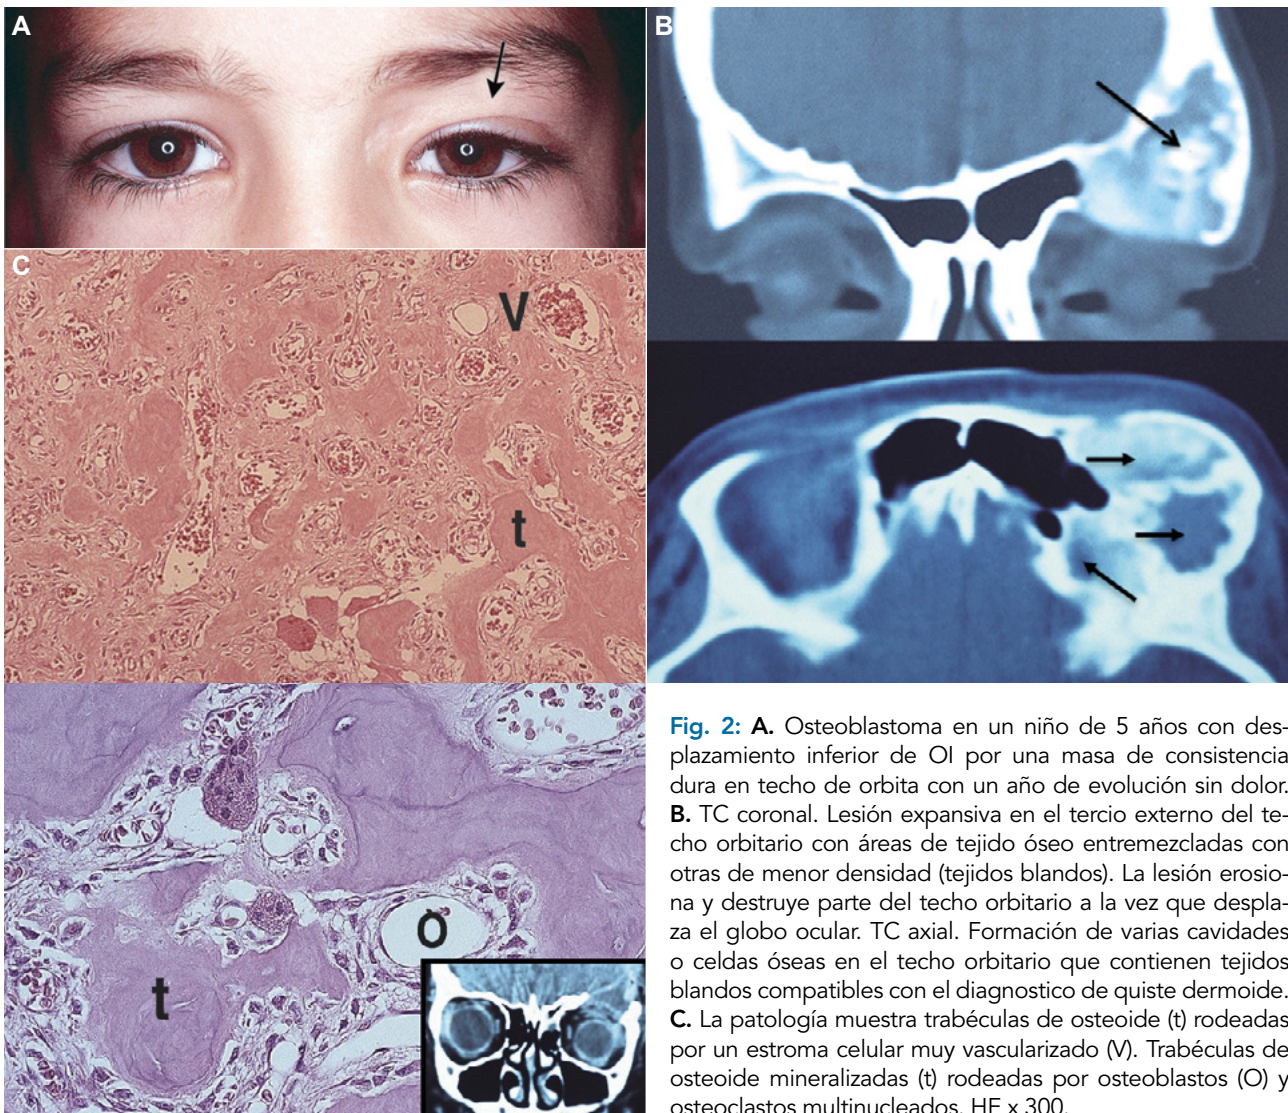 A
B
C
V
t
O
t
Fig. 2: A. Osteoblastoma en un niño de 5 años con des-
plazamiento inferior de OI por una masa de consistencia
dura en techo de orbita con un año de evolución sin dolor.
B. TC coronal. Lesión expansiva en el tercio externo del te-
cho orbitario con áreas de tejido óseo entremezcladas con
otras de menor densidad (tejidos blandos). La lesión erosio-
na y destruye parte del techo orbitario a la vez que despla-
za el globo ocular. TC axial. Formación de varias cavidades
o celdas óseas en el techo orbitario que contienen tejidos
blandos compatibles con el diagnostico de quiste dermoide.
C. La patología muestra trabéculas de osteoide (t) rodeadas
por un estroma celular muy vascularizado (V). Trabéculas de
osteoide mineralizadas (t) rodeadas por osteoblastos (O) y
osteoclastos multinucleados. HE x 300.